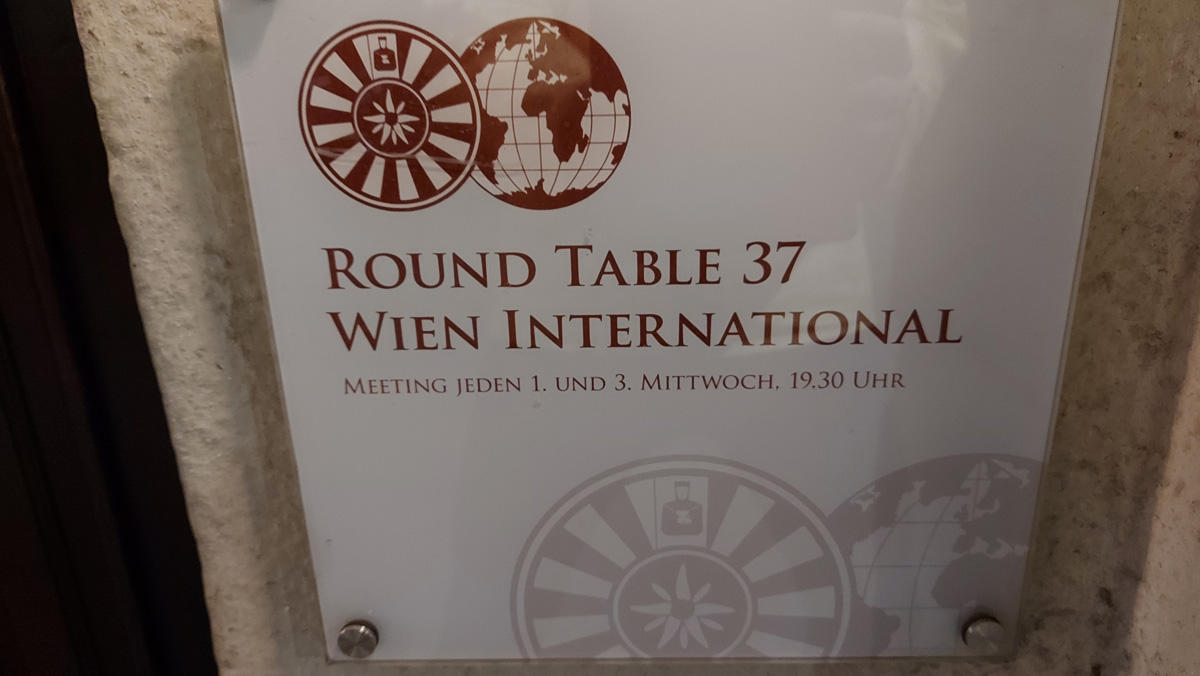 Round Table 37
Wien International
Meeting jeden 1. und 3. Mittwoch, 19.30 Uhr